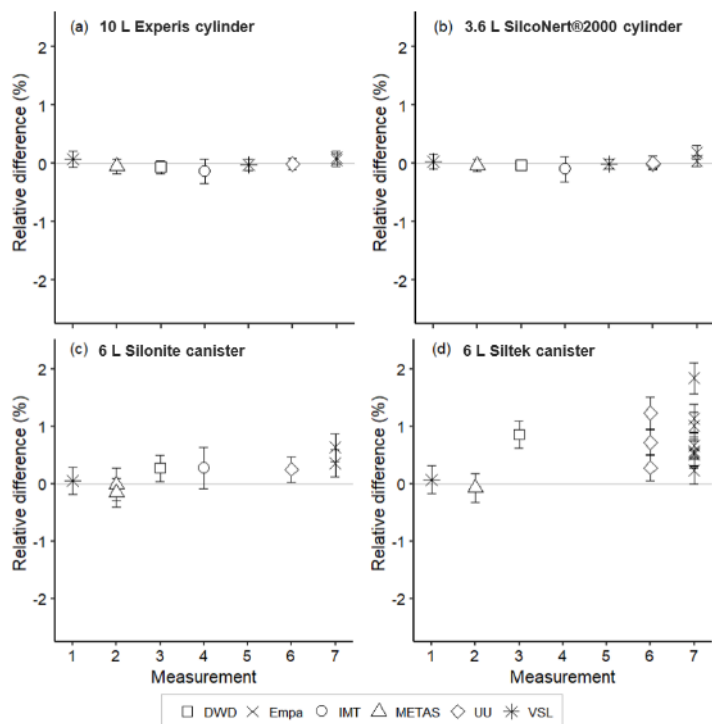 (a) 10 L Experis cylinder
(b) 3.6 L SilcoNert®2000 cylinder
Relative difference (%)
2
1
0
-1
-2
Relative difference (%)
2
1
0
-1
-2
(c) 6 L Silonite canister
(d) 6 L Siltek canister
Relative difference (%)
2
1
0
-1
-2
1 2 3 4 5 6 7
Measurement
Relative difference (%)
2
1
0
-1
-2
1 2 3 4 5 6 7
Measurement
DWD Empa IMT METAS UU VSL